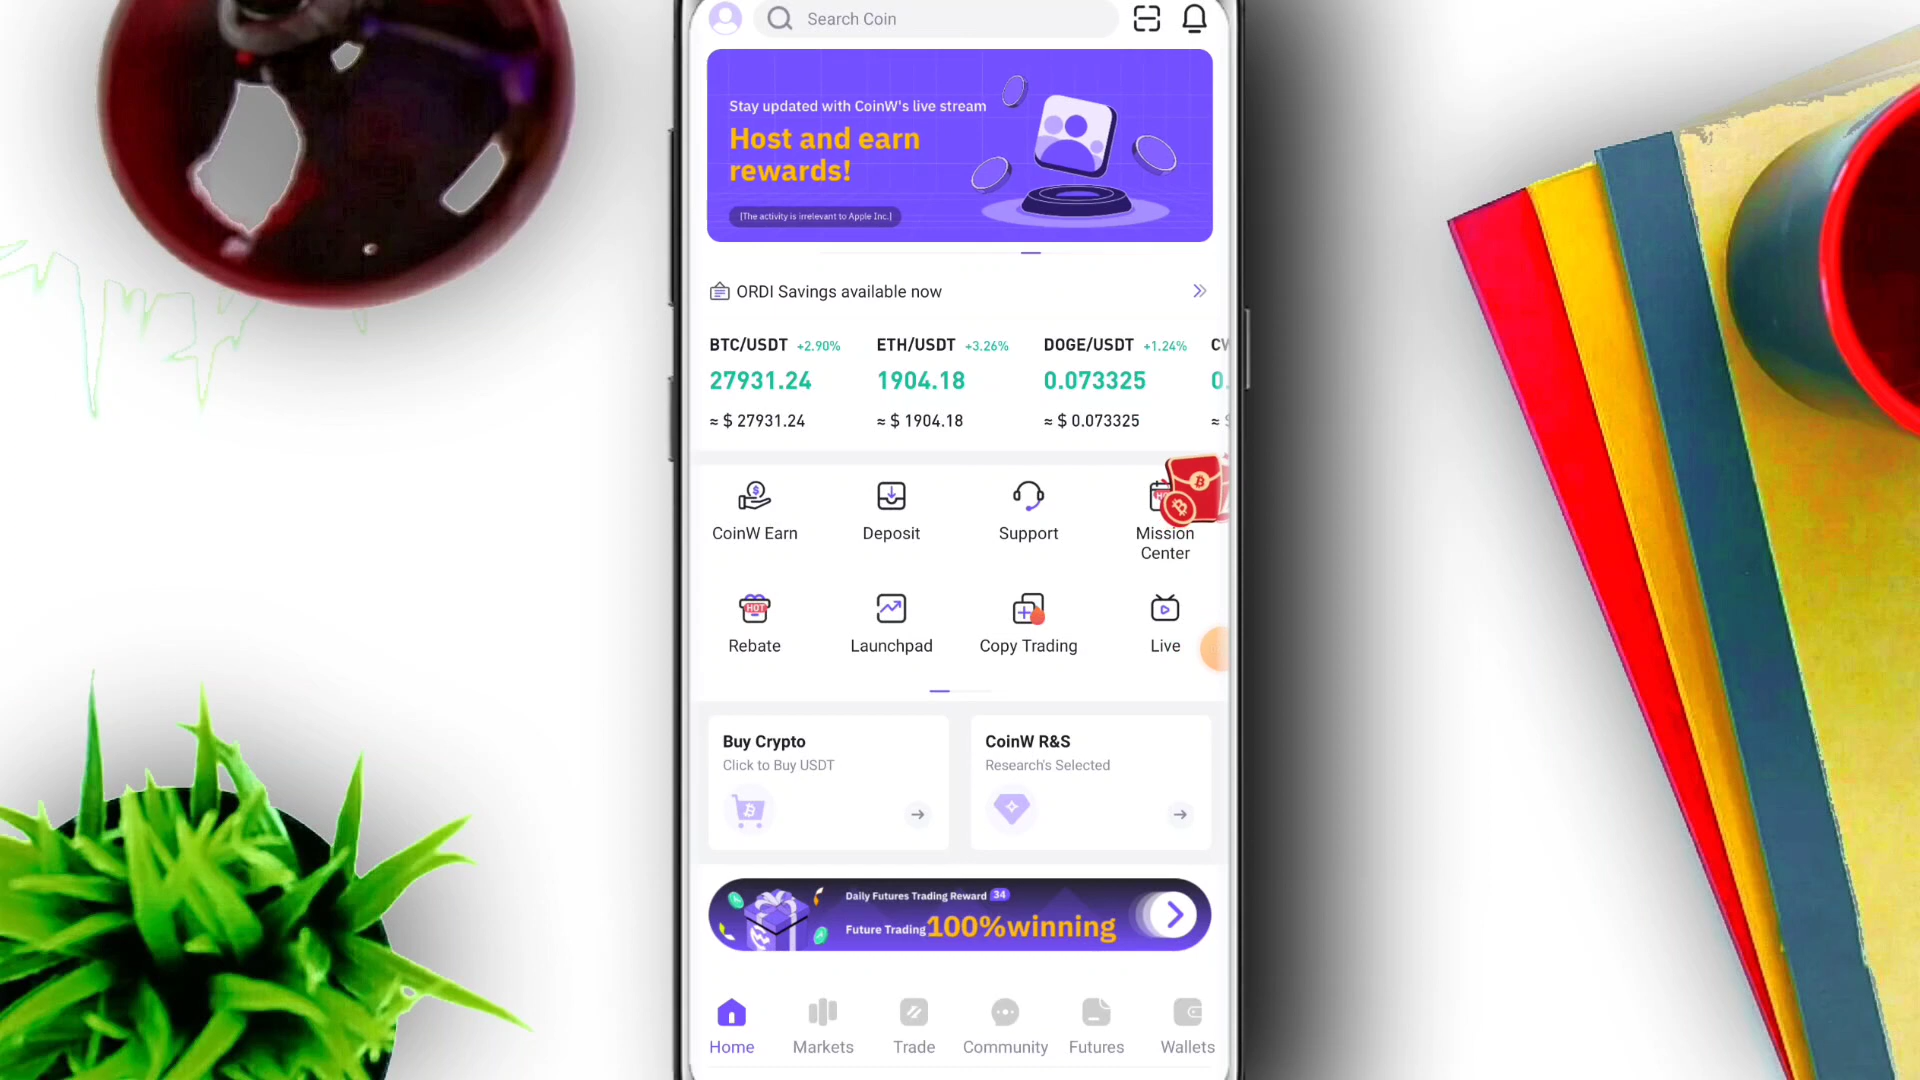 Search Coin
Stay updated with CoinW's live stream
Host and earn
rewards!
[The activity is irrelevant to Apple Inc.]
ORDI Savings available now
BTC/USDT +2.90% ETH/USDT +3.26% DOGE/USDT +1.24%
27931.24 1904.18 0.073325 0.
≈ $ 27931.24 ≈ $ 1904.18 ≈ $ 0.073325 ≈
CoinW Earn Deposit Support Mission
Center
HOT
Rebate Launchpad Copy Trading Live
Buy Crypto CoinW R&S
Click to Buy USDT Research's Selected
Daily Futures Trading Reward 34
Future Trading 100%winning
Home Markets Trade Community Futures Wallets